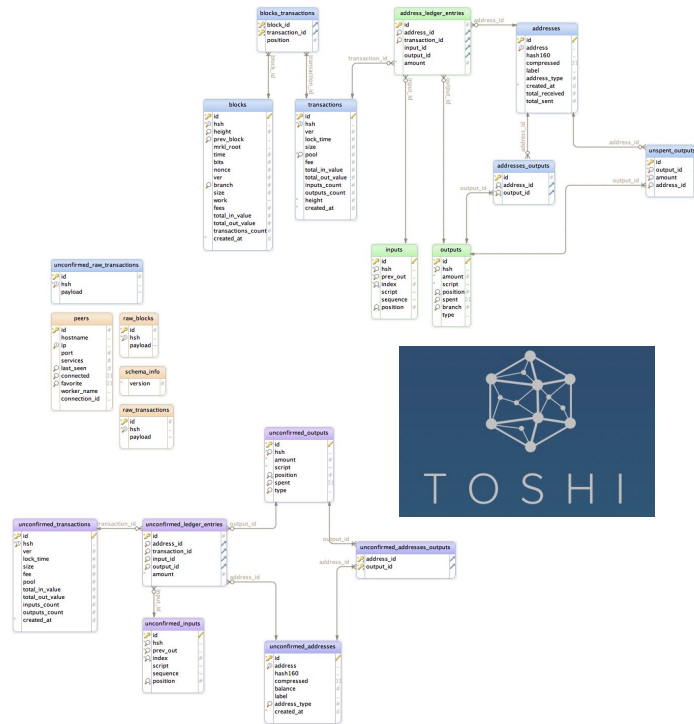 blocks_transactions
block_id
transaction_id
position
address_ledger_entries
id
address_id
transaction_id
input_id
output_id
amount
address_id
addresses
id
address
hash160
compressed
label
address_type
created_at
total_received
total_sent
block_id
transaction_id
transaction_id
input_id
output_id
address_id
address_id
blocks
id
hsh
height
prev_block
mrkl_root
time
bits
nonce
ver
branch
size
work
fees
total_in_value
total_out_value
transactions_count
created_at
transactions
id
hsh
ver
lock_time
size
pool
fee
total_in_value
total_out_value
inputs_count
outputs_count
height
created_at
addresses_outputs
id
address_id
output_id
output_id
output_id
unspent_outputs
id
output_id
amount
address_id
inputs
id
hsh
prev_out
index
script
sequence
position
outputs
id
hsh
amount
script
position
spent
branch
type
unconfirmed_raw_transactions
id
hsh
payload
peers
id
hostname
ip
port
services
last_seen
connected
favorite
worker_name
connection_id
raw_blocks
id
hsh
payload
schema_info
version
raw_transactions
id
hsh
payload
TOSHI
unconfirmed_outputs
id
hsh
amount
script
position
spent
type
unconfirmed_transactions
id
hsh
ver
lock_time
size
fee
pool
total_in_value
total_out_value
inputs_count
outputs_count
created_at
transaction_id
unconfirmed_ledger_entries
id
address_id
transaction_id
input_id
output_id
amount
output_id
address_id
input_id
output_id
address_id
unconfirmed_addresses_outputs
address_id
output_id
unconfirmed_inputs
id
hsh
prev_out
index
script
sequence
position
unconfirmed_addresses
id
address
hash160
compressed
balance
label
address_type
created_at